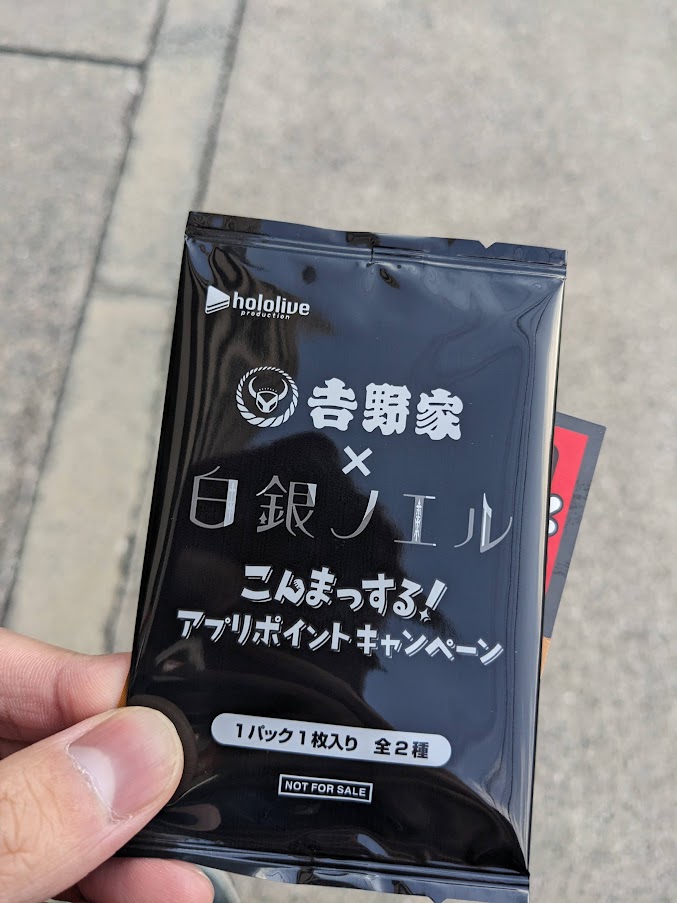 hololive
production
𠮷野家
×
白銀ノエル
こんまっする!
アプリポイントキャンペーン
1パック1枚入り 全2種
NOT FOR SALE